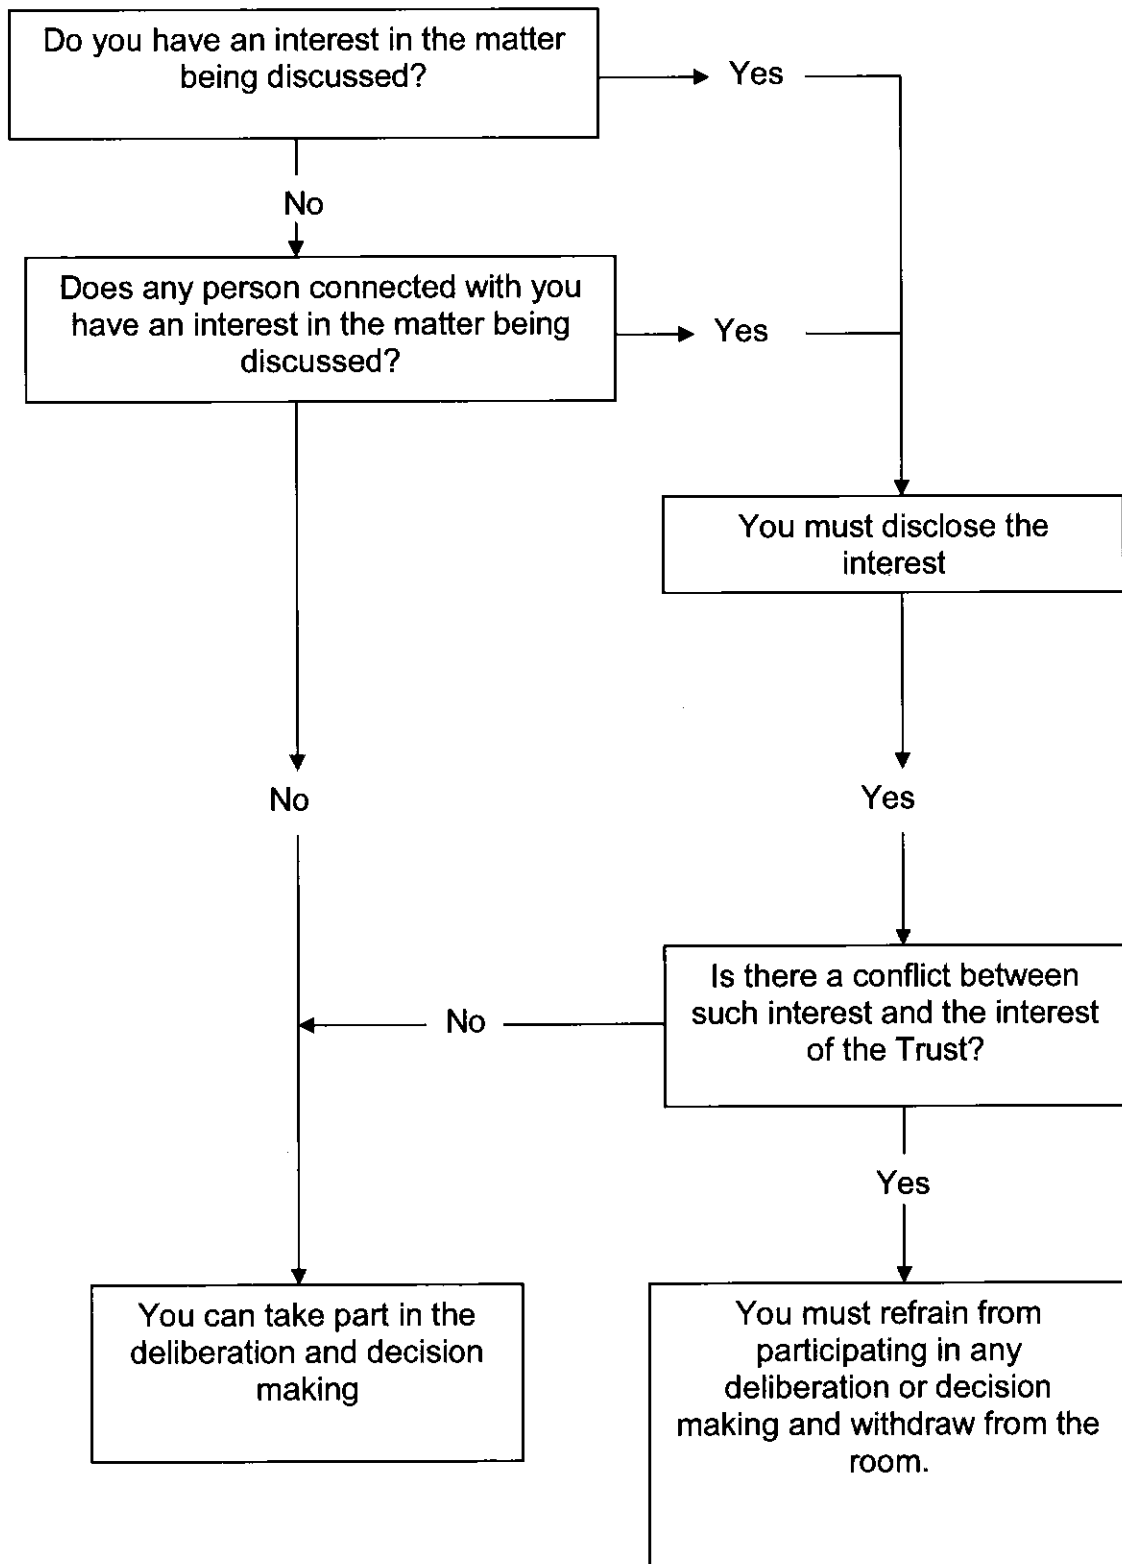 Do you have an interest in the matter
being discussed?
Yes
No
Does any person connected with you
have an interest in the matter being
discussed?
Yes
You must disclose the
interest
No
Yes
Is there a conflict between
such interest and the interest
of the Trust?
No
Yes
You can take part in the
deliberation and decision
making
You must refrain from
participating in any
deliberation or decision
making and withdraw from the
room.